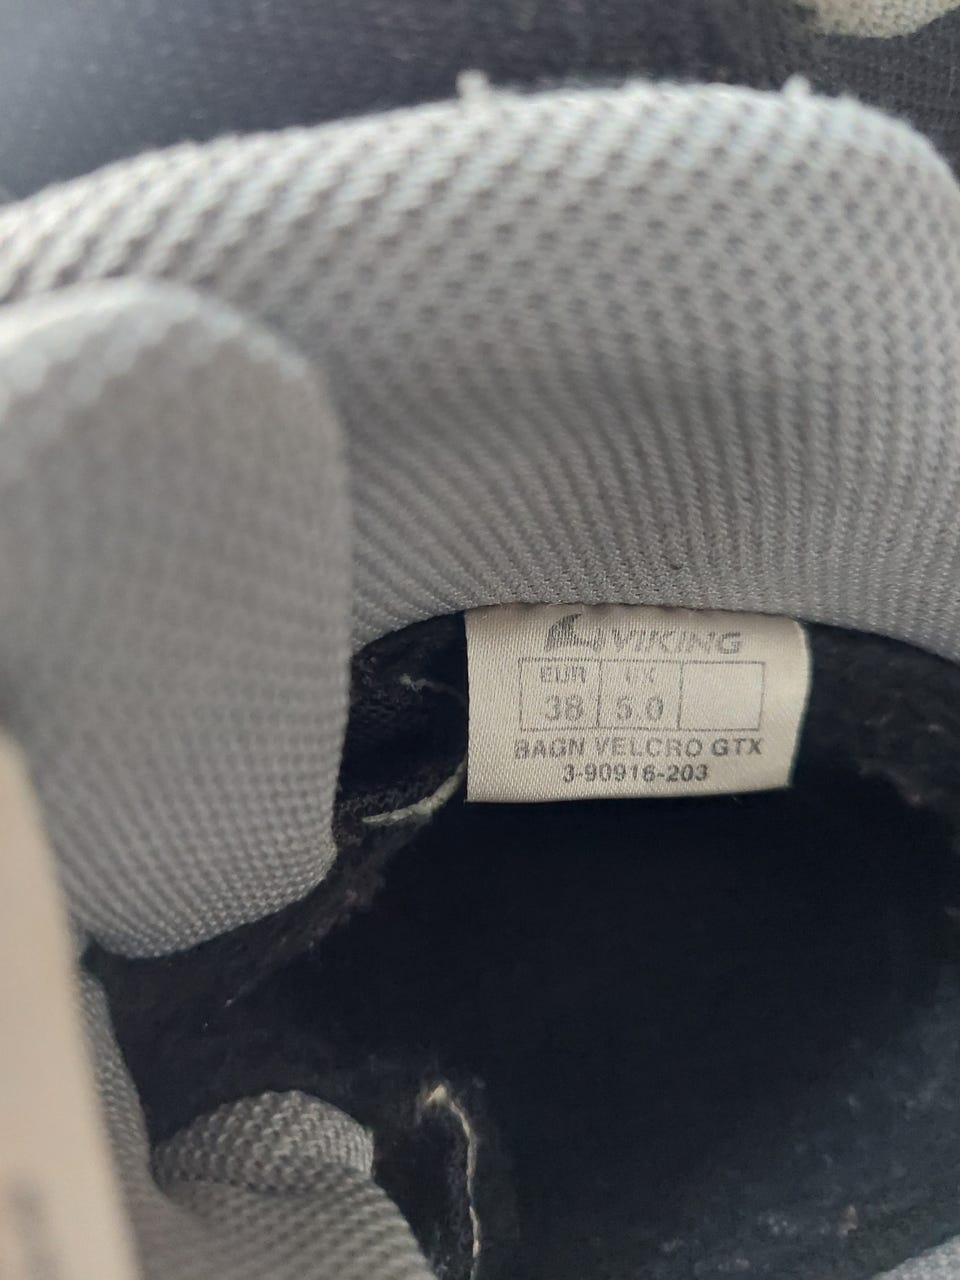 VIKING
EUR UK
38 5.0
BAGN VELCRO GTX
3-90916-203